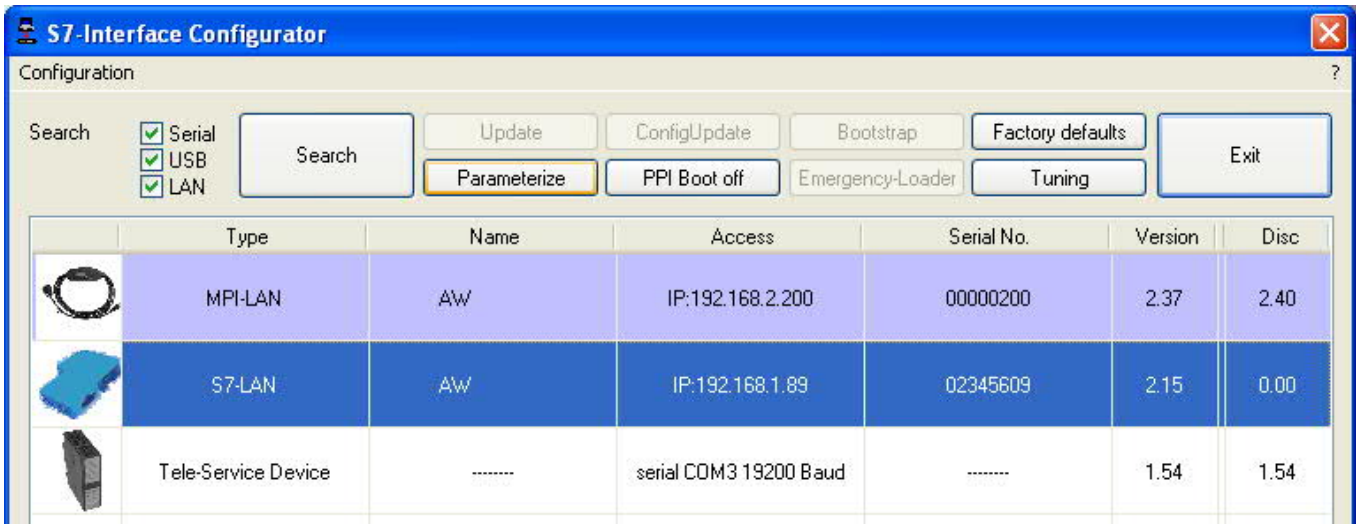 S7-Interface Configurator
Configuration ?
Search Serial USB LAN Search Update ConfigUpdate Bootstrap Factory defaults Exit
Parameterize PPI Boot off Emergency-Loader Tuning
Type Name Access Serial No. Version Disc
MPI-LAN AW IP:192.168.2.200 00000200 2.37 2.40
S7-LAN AW IP:192.168.1.89 02345609 2.15 0.00
Tele-Service Device -------- serial COM3 19200 Baud -------- 1.54 1.54